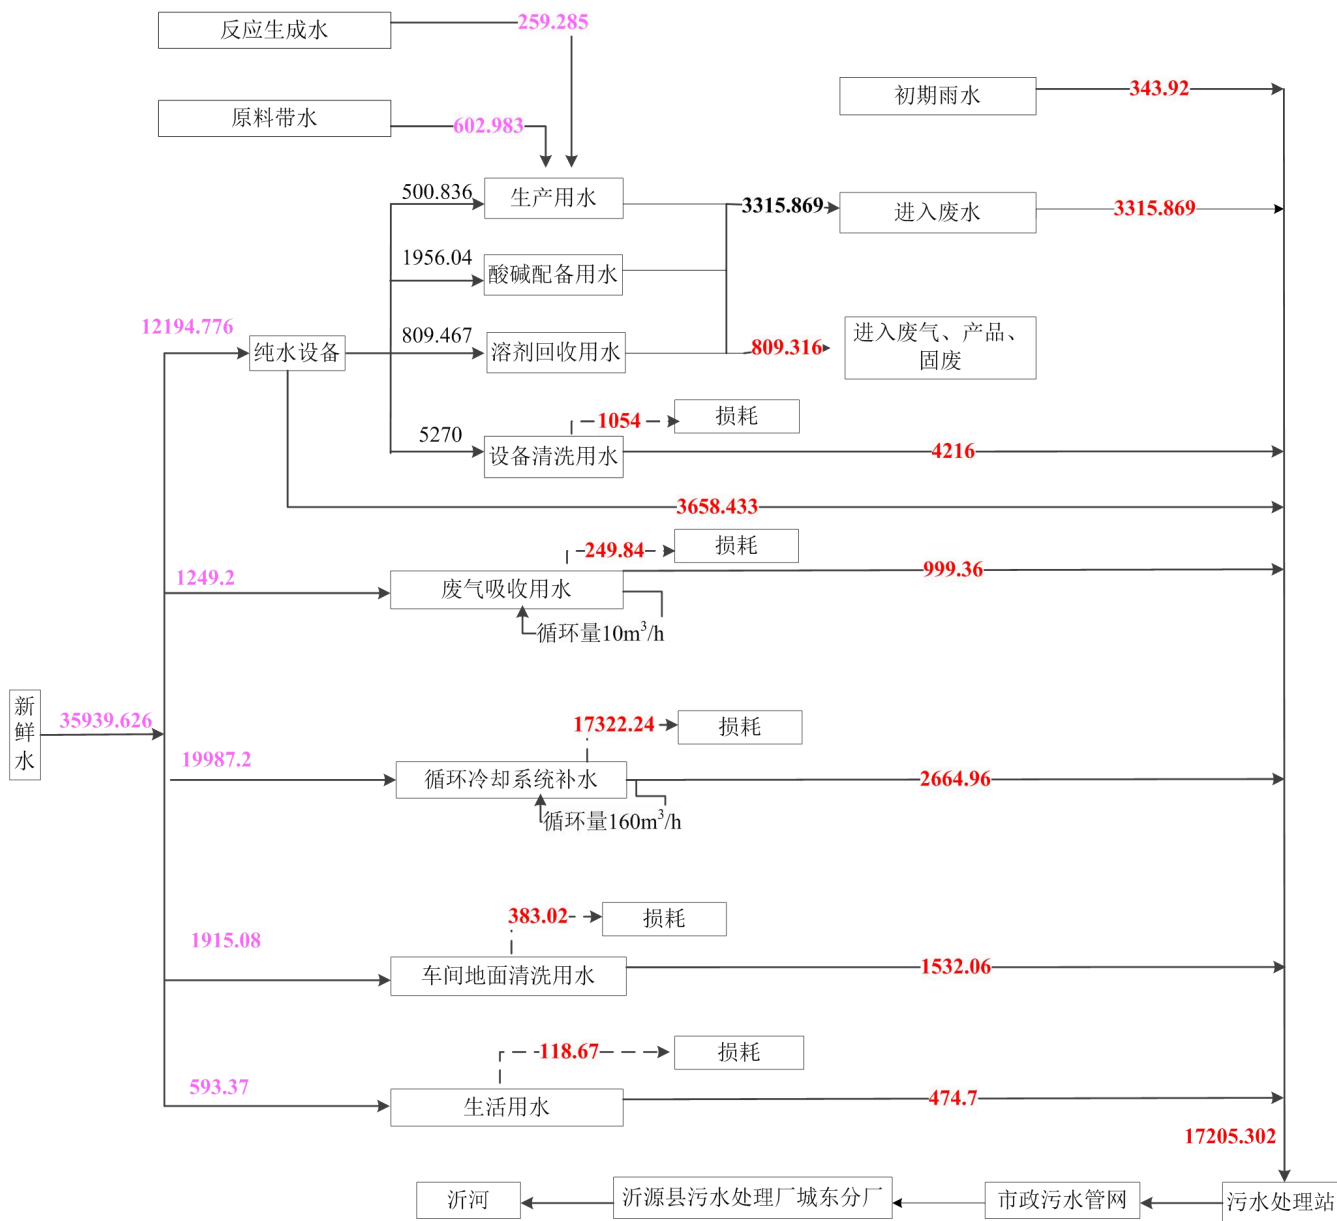 反应生成水
259.285
原料带水
602.983
初期雨水
343.92
500.836
生产用水
3315.869
进入废水
3315.869
1956.04
酸碱配备用水
12194.776
纯水设备
809.467
溶剂回收用水
809.316
进入废气、产品、
固废
5270
设备清洗用水
1054
损耗
4216
3658.433
1249.2
废气吸收用水
249.84
损耗
999.36
循环量10m³/h
新
鲜
水
35939.626
19987.2
循环冷却系统补水
17322.24
损耗
2664.96
循环量160m³/h
1915.08
车间地面清洗用水
383.02
损耗
1532.06
593.37
生活用水
118.67
损耗
474.7
17205.302
沂河
沂源县污水处理厂城东分厂
市政污水管网
污水处理站